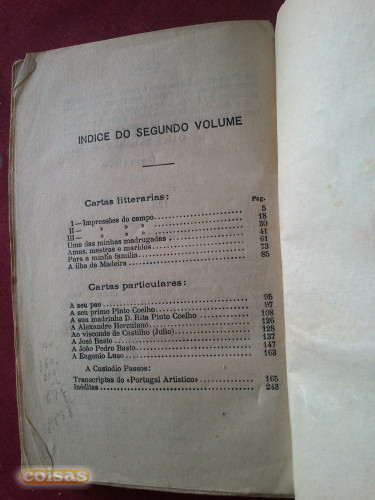 INDICE DO SEGUNDO VOLUME
Cartas litterarias:
Pag.
I — Impressões do campo 5
II — » » » 18
III — » » » 30
Uma das minhas madrugadas 41
Amas, mestras e maridos 61
Para a minha familia 73
A ilha da Madeira 85
Cartas particulares:
A seu pae 95
A seu primo Pinto Coelho 97
A sua madrinha D. Rita Pinto Coelho 108
A Alexandre Herculano 126
Ao visconde de Castilho (Julio) 128
A José Basto 137
A João Pedro Basto 147
A Eugenio Luso 163
A Custodio Passos:
Transcriptas do «Portugal Artistico» 165
Inéditas 243
coisas